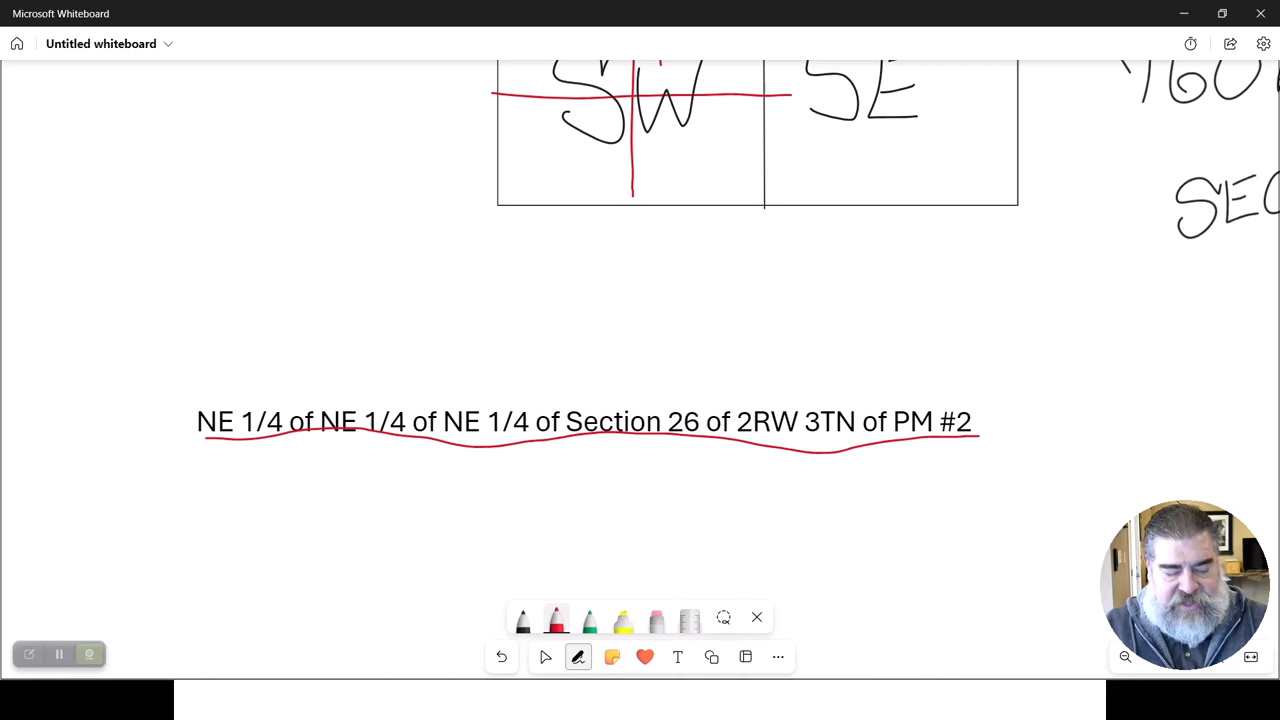 Microsoft Whiteboard
Untitled whiteboard
SW SE
NE 1/4 of NE 1/4 of NE 1/4 of Section 26 of 2RW 3TN of PM #2